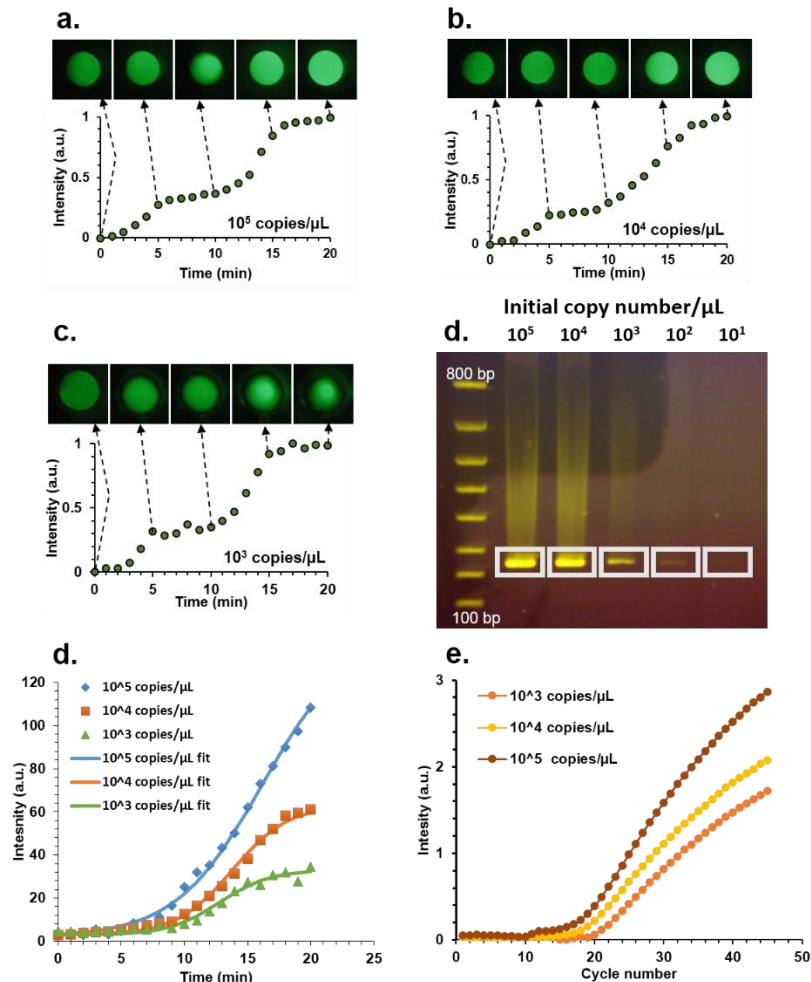 a.
b.
1
0.5
0
Intensity (a.u.)
10⁵ copies/µL
0 5 10 15 20
Time (min)
1
0.5
0
Intensity (a.u.)
10⁴ copies/µL
0 5 10 15 20
Time (min)
c.
1
0.5
0
Intensity (a.u.)
10³ copies/µL
0 5 10 15 20
Time (min)
d.
Initial copy number/µL
10⁵ 10⁴ 10³ 10² 10¹
800 bp
100 bp
d.
120
100
80
60
40
20
0
Intesnity (a.u.)
10^5 copies/µL
10^4 copies/µL
10^3 copies/µL
10^5 copies/µL fit
10^4 copies/µL fit
10^3 copies/µL fit
0 5 10 15 20 25
Time (min)
e.
3
2
2
1
1
0
Intesity (a.u.)
10^3 copies/µL
10^4 copies/µL
10^5 copies/µL
0 10 20 30 40 50
Cycle number